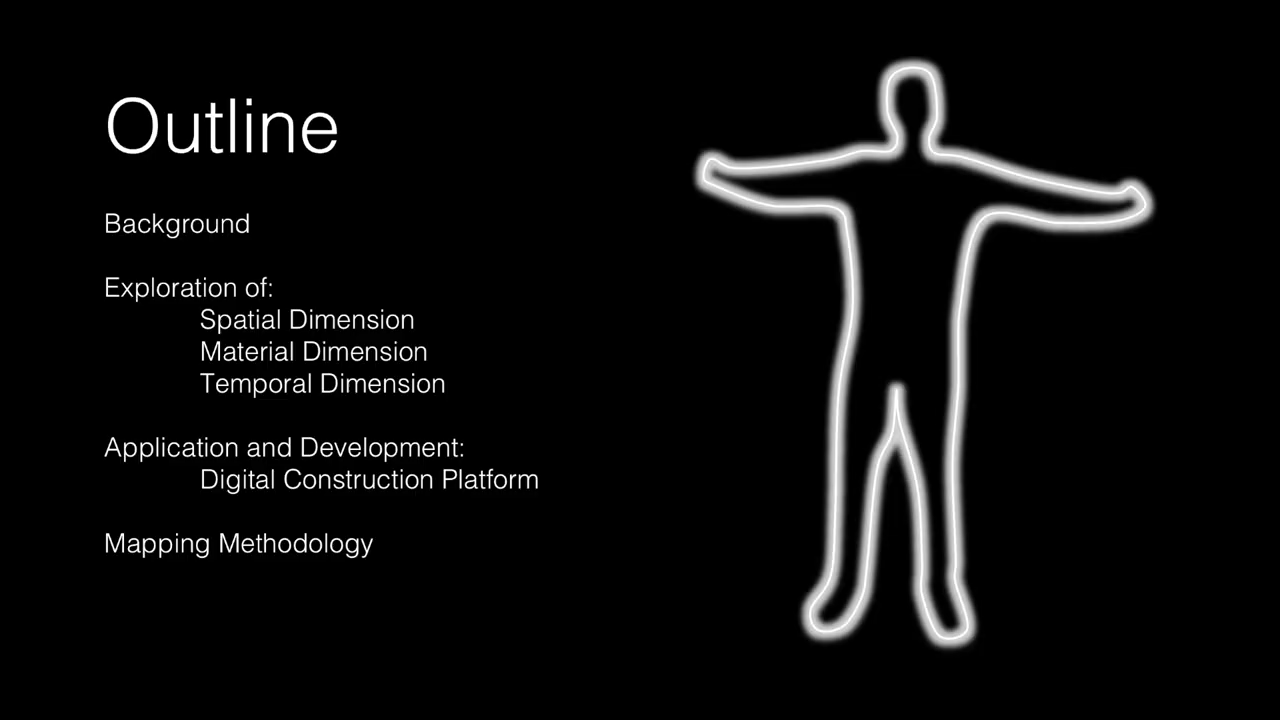 Outline
Background
Exploration of:
Spatial Dimension
Material Dimension
Temporal Dimension
Application and Development:
Digital Construction Platform
Mapping Methodology